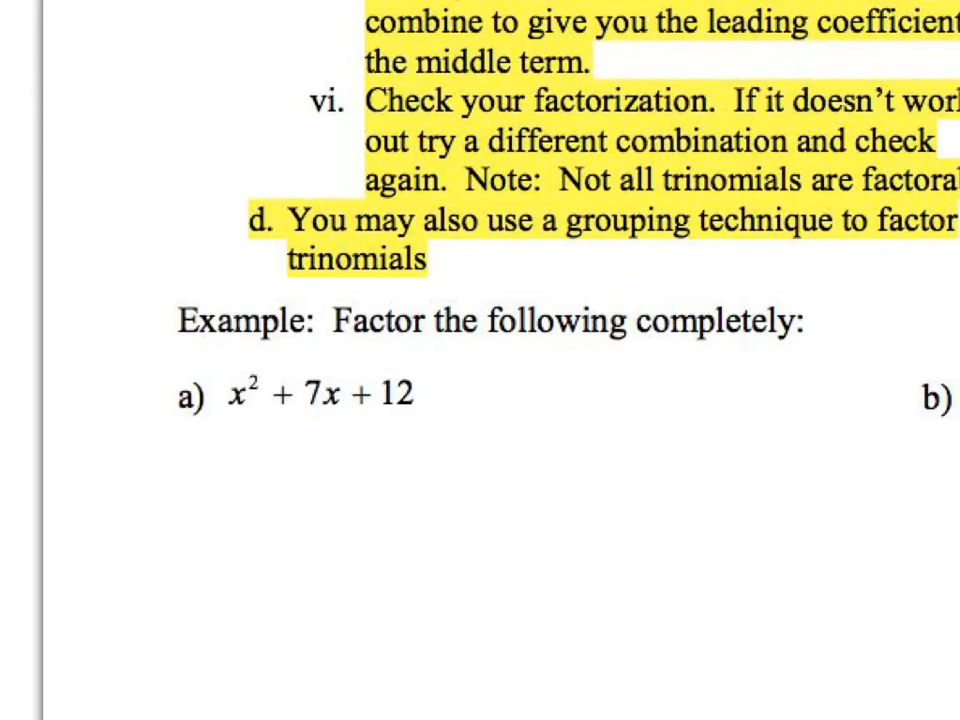 combine to give you the leading coefficient
the middle term.
vi. Check your factorization. If it doesn't work
out try a different combination and check
again. Note: Not all trinomials are
d. You may also use a grouping technique to factor
trinomials
Example: Factor the following completely:
a) x² + 7x + 12
b)